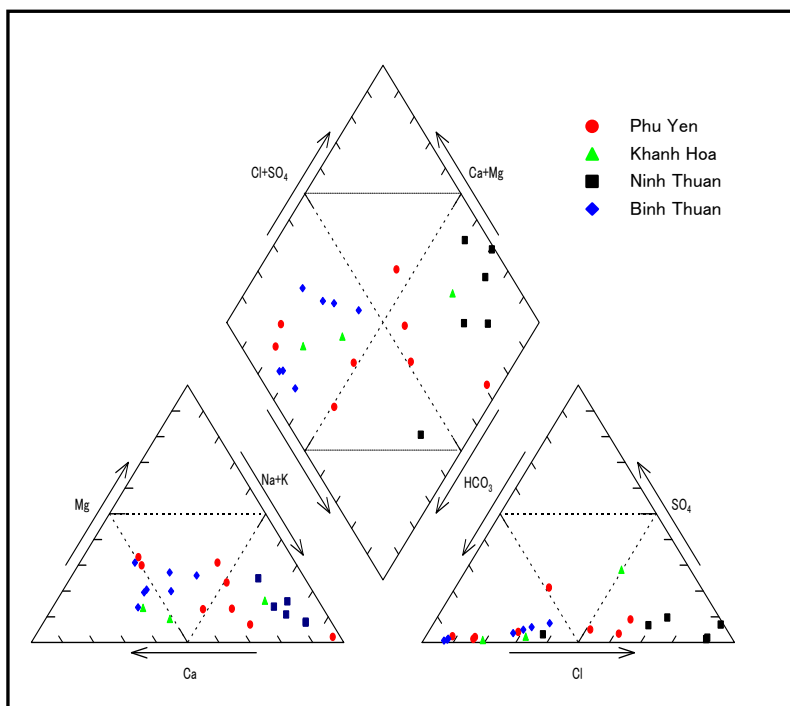 Phu Yen
Khanh Hoa
Ninh Thuan
Binh Thuan
Cl+SO₄
Ca+Mg
Mg
Na+K
HCO₃
SO₄
Ca
Cl